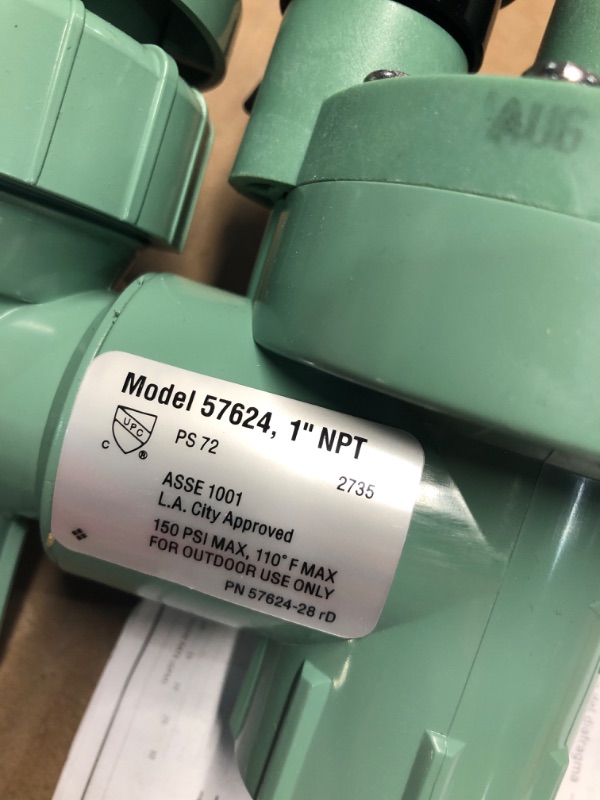 AUG
Model 57624, 1" NPT
UPC
C
®
PS 72
2735
ASSE 1001
L.A. City Approved
150 PSI MAX, 110° F MAX
FOR OUTDOOR USE ONLY
PN 57624-28 rD
diafragma